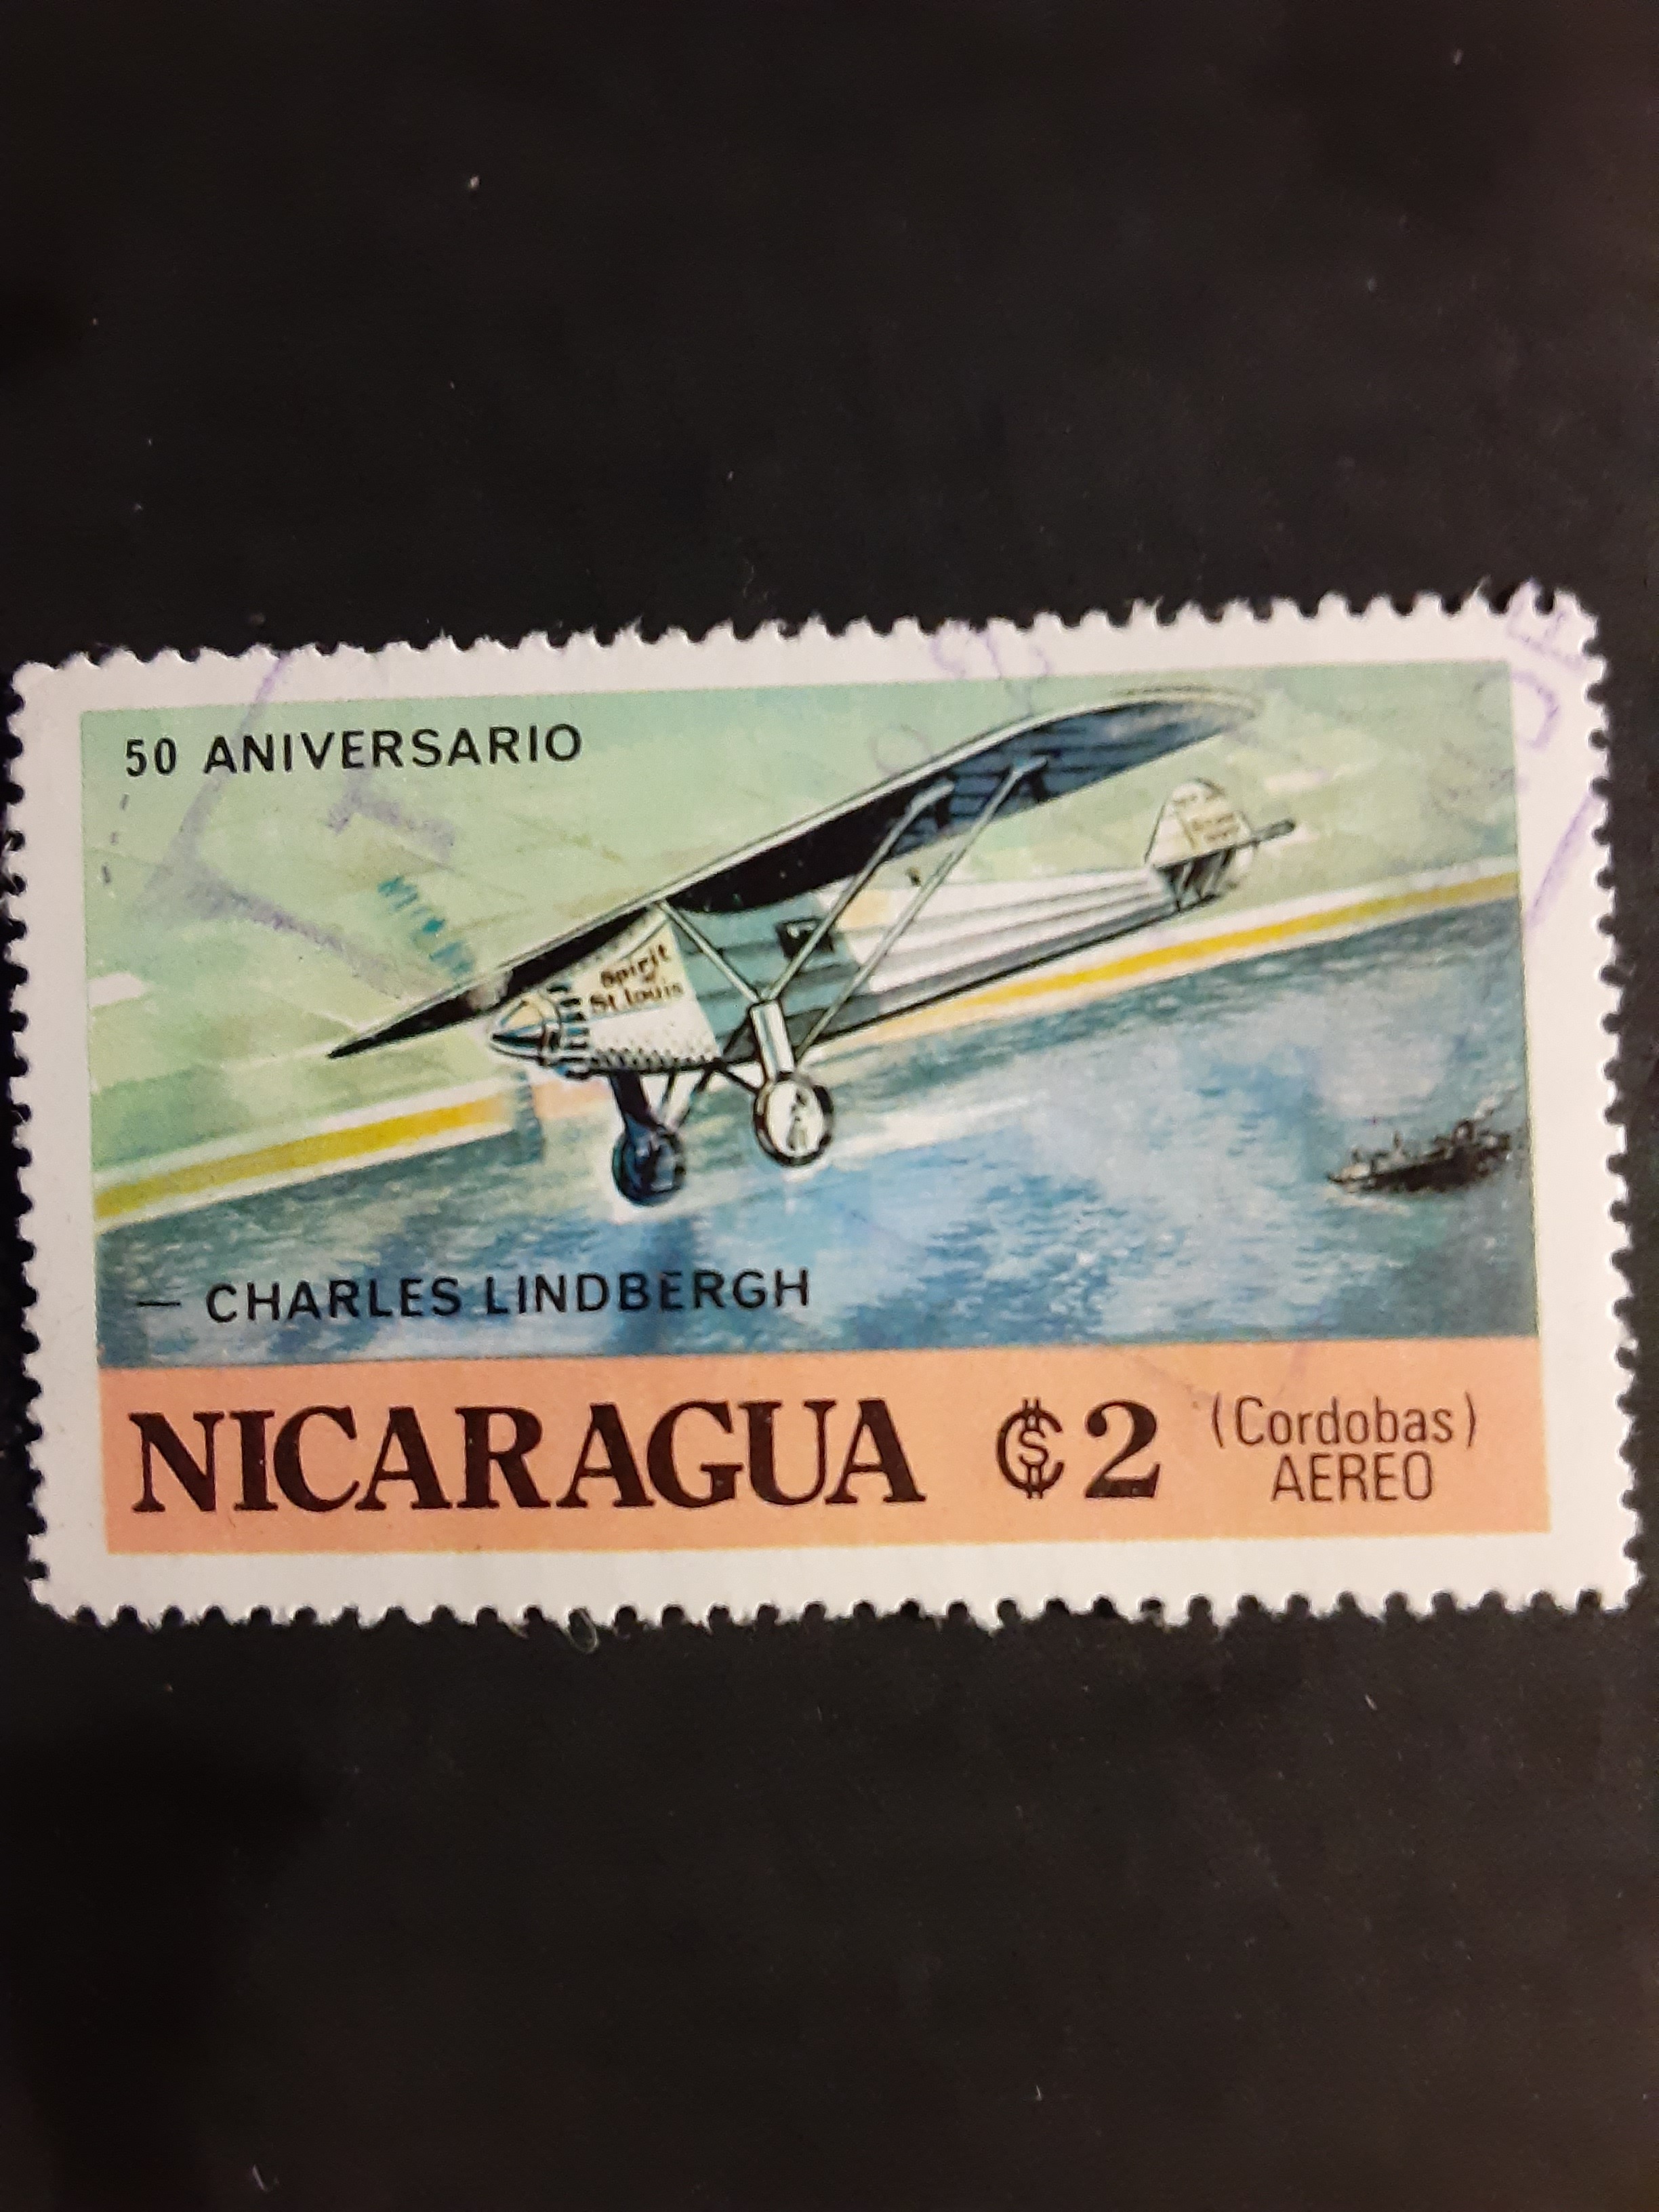 50 ANIVERSARIO
Spirit
of
St. Louis
— CHARLES LINDBERGH
NICARAGUA ₡2 (Cordobas)
AEREO